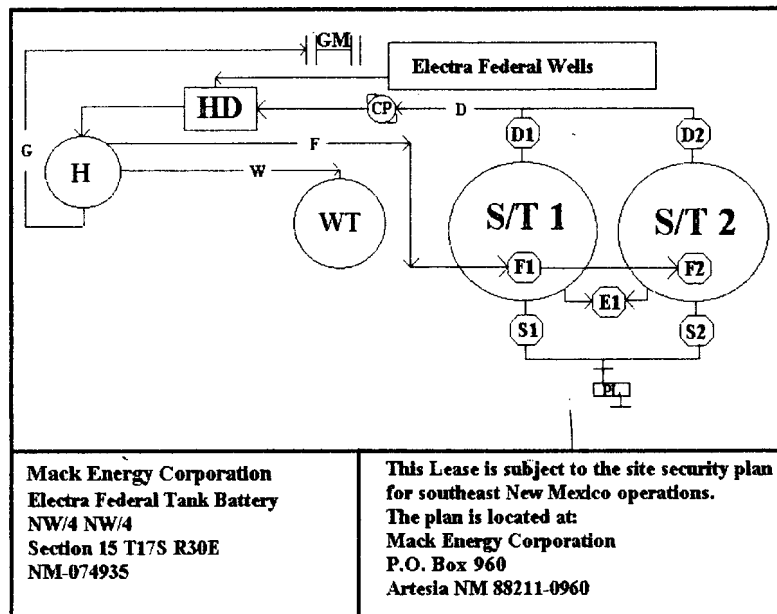 GM
Electra Federal Wells
HD
CP
D
D1
D2
G
H
F
W
WT
S/T 1
S/T 2
F1
F2
E1
S1
S2
PL
Mack Energy Corporation
Electra Federal Tank Battery
NW/4 NW/4
Section 15 T17S R30E
NM-074935
This Lease is subject to the site security plan
for southeast New Mexico operations.
The plan is located at:
Mack Energy Corporation
P.O. Box 960
Artesia NM 88211-0960